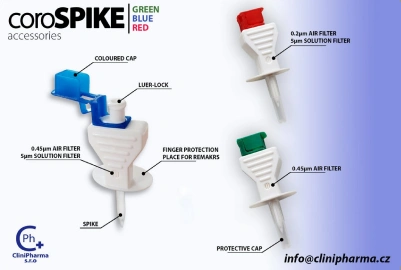 coroSPIKE
accessories
GREEN
BLUE
RED
COLOURED CAP
LUER-LOCK
0.2µm AIR FILTER
5µm SOLUTION FILTER
0.45µm AIR FILTER
5µm SOLUTION FILTER
FINGER PROTECTION
PLACE FOR REMAKRS
0.45µm AIR FILTER
SPIKE
PROTECTIVE CAP
C Ph +
CliniPharma
s.r.o
info@clinipharma.cz